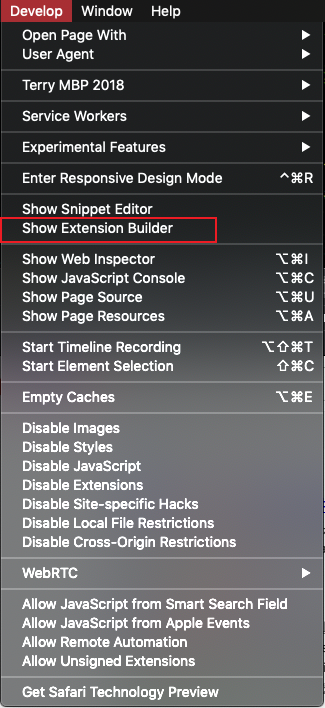 Develop Window Help
Open Page With ▶
User Agent ▶
Terry MBP 2018 ▶
Service Workers ▶
Experimental Features ▶
Enter Responsive Design Mode ^⌘R
Show Snippet Editor
Show Extension Builder
Show Web Inspector ⌥⌘I
Show JavaScript Console ⌥⌘C
Show Page Source ⌥⌘U
Show Page Resources ⌥⌘A
Start Timeline Recording ⌥⇧⌘T
Start Element Selection ⇧⌘C
Empty Caches ⌥⌘E
Disable Images
Disable Styles
Disable JavaScript
Disable Extensions
Disable Site-specific Hacks
Disable Local File Restrictions
Disable Cross-Origin Restrictions
WebRTC ▶
Allow JavaScript from Smart Search Field
Allow JavaScript from Apple Events
Allow Remote Automation
Allow Unsigned Extensions
Get Safari Technology Preview